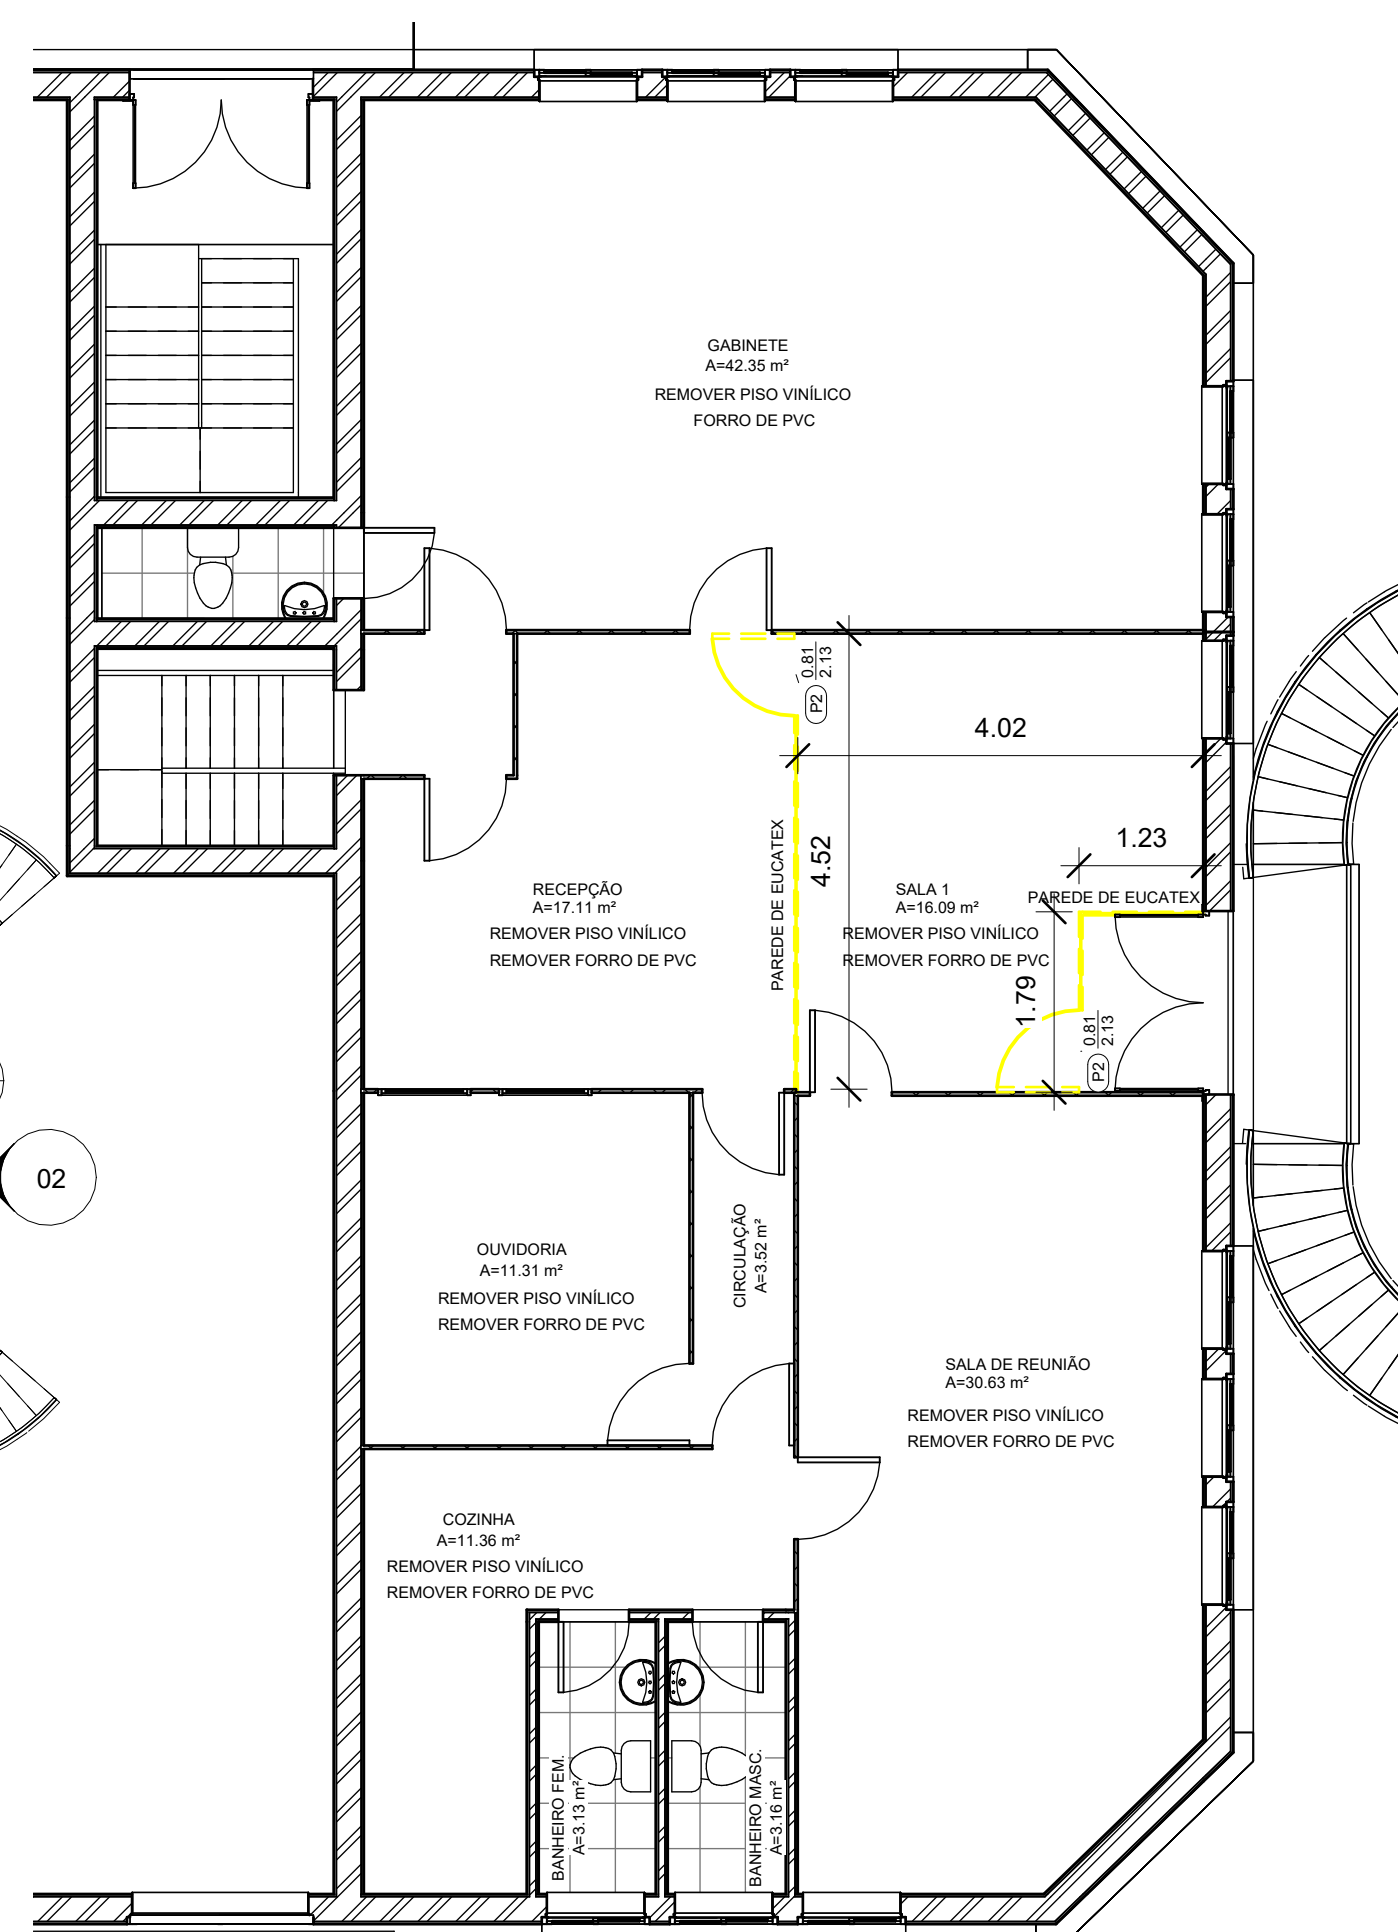 GABINETE
A=42.35 m²
REMOVER PISO VINÍLICO
FORRO DE PVC
0.81
2.13
P2
4.02
4.52
PAREDE DE EUCATEX
1.23
PAREDE DE EUCATEX
RECEPÇÃO
A=17.11 m²
REMOVER PISO VINÍLICO
REMOVER FORRO DE PVC
SALA 1
A=16.09 m²
REMOVER PISO VINÍLICO
REMOVER FORRO DE PVC
1.79
0.81
2.13
P2
02
CIRCULAÇÃO
A=3.52 m²
OUVIDORIA
A=11.31 m²
REMOVER PISO VINÍLICO
REMOVER FORRO DE PVC
SALA DE REUNIÃO
A=30.63 m²
REMOVER PISO VINÍLICO
REMOVER FORRO DE PVC
COZINHA
A=11.36 m²
REMOVER PISO VINÍLICO
REMOVER FORRO DE PVC
BANHEIRO FEM.
A=3.13 m²
BANHEIRO MASC.
A=3.16 m²